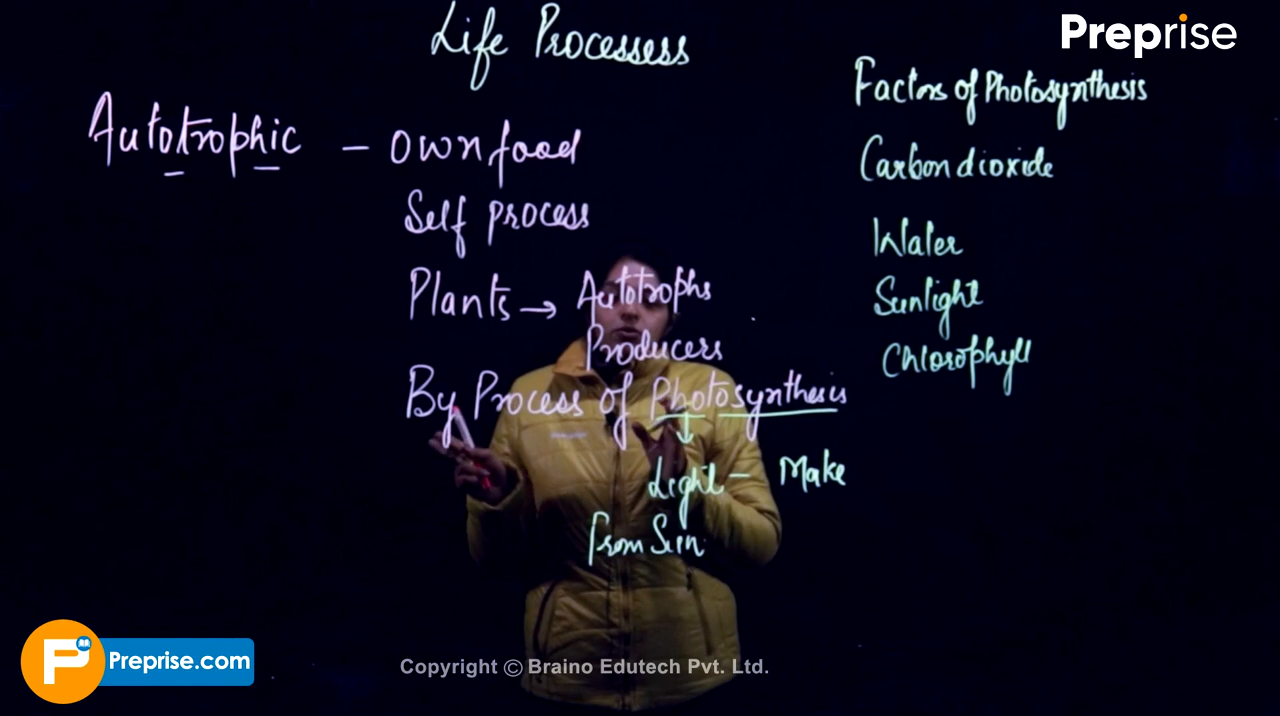 Life Processess
Preprise
Autotrophic – own food
Self process
Plants → Autotrophs
Producers
By Process of Photosynthesis
Light – Make
From Sun
Factors of Photosynthesis
Carbondioxide
Water
Sunlight
Chlorophyll
Preprise.com
Copyright © Braino Edutech Pvt. Ltd.